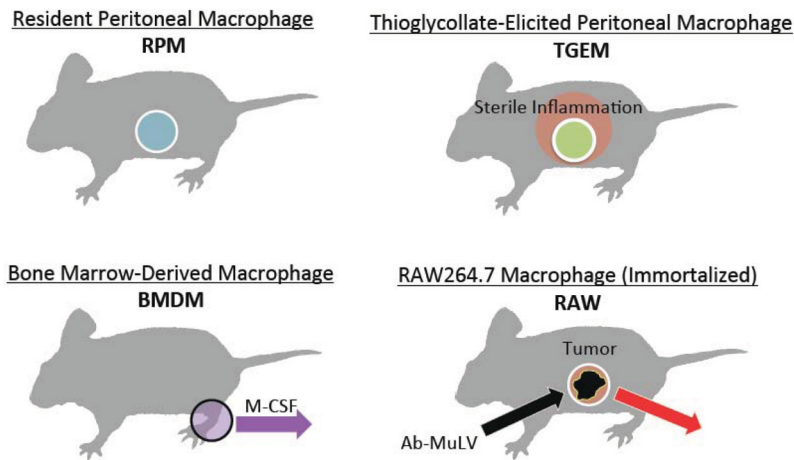 Resident Peritoneal Macrophage
RPM
Thioglycollate-Elicited Peritoneal Macrophage
TGEM
Sterile Inflammation
Bone Marrow-Derived Macrophage
BMDM
M-CSF
RAW264.7 Macrophage (Immortalized)
RAW
Tumor
Ab-MuLV